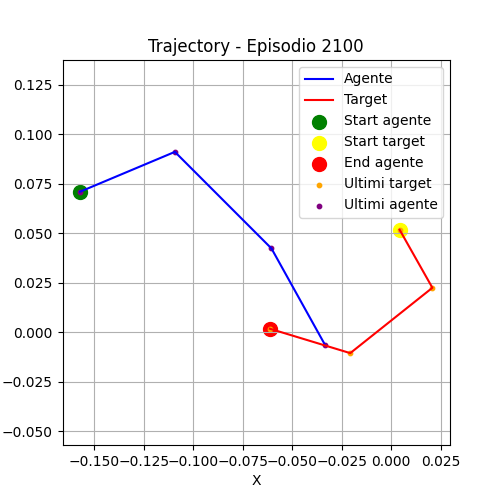 Trajectory - Episodio 2100
Agente
Target
Start agente
Start target
End agente
Ultimi target
Ultimi agente
0.125
0.100
0.075
0.050
0.025
0.000
−0.025
−0.050
−0.150 −0.125 −0.100 −0.075 −0.050 −0.025 0.000 0.025
X